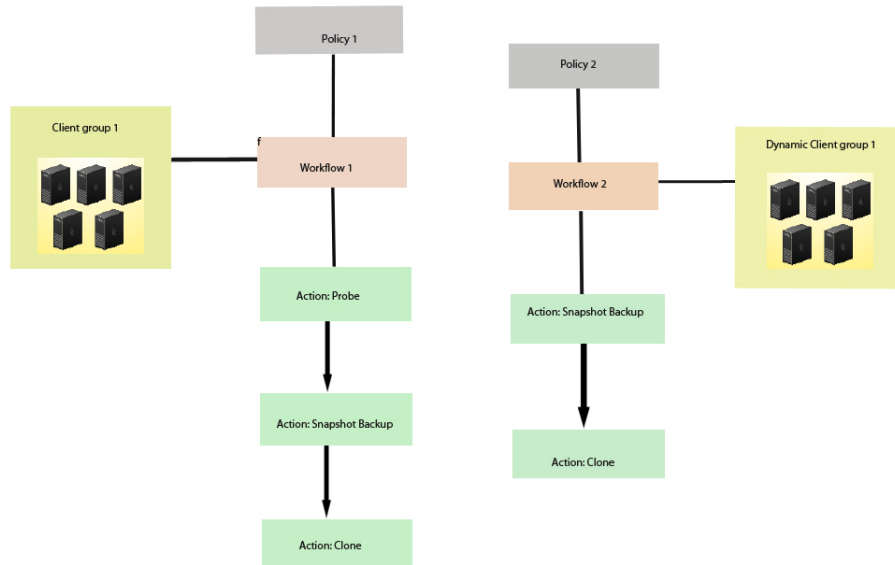 Policy 1
Policy 2
Client group 1
f
Workflow 1
Dynamic Client group 1
Workflow 2
Action: Probe
Action: Snapshot Backup
Action: Snapshot Backup
Action: Clone
Action: Clone